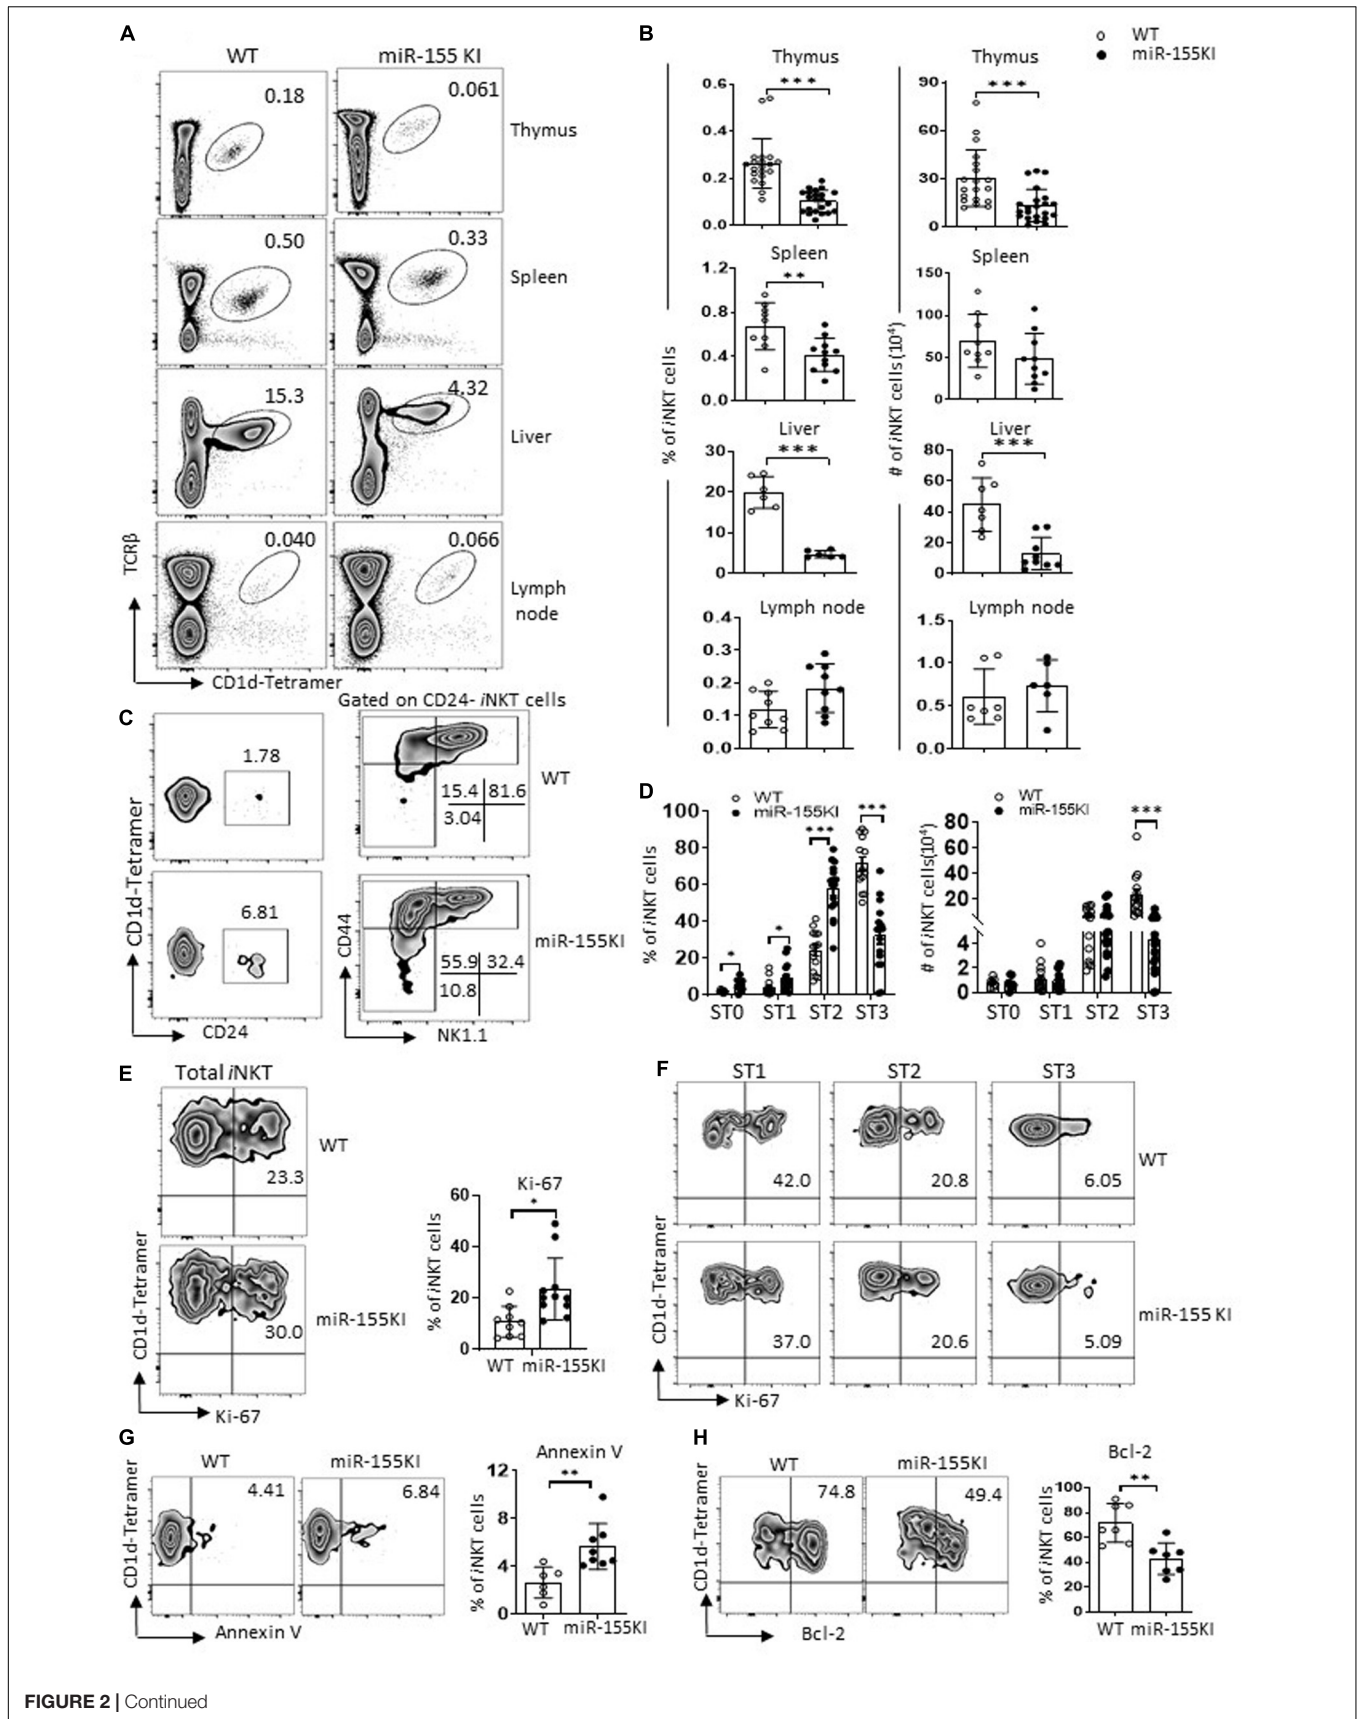 A
WT
miR-155 KI
0.18
0.061
Thymus
0.50
0.33
Spleen
15.3
4.32
Liver
0.040
0.066
Lymph
node
TCRβ
CD1d-Tetramer
B
WT
miR-155KI
Thymus
Thymus
% of iNKT cells
# of iNKT cells (10⁴)
0.6
0.4
0.2
0.0
***
90
60
30
0
***
Spleen
Spleen
1.2
0.8
0.4
0.0
**
150
100
50
0
Liver
Liver
30
20
10
0
***
80
60
40
20
0
***
Lymph node
Lymph node
0.4
0.3
0.2
0.1
0.0
1.5
1.0
0.5
0.0
C
Gated on CD24- iNKT cells
1.78
WT
15.4 81.6
3.04
6.81
miR-155KI
55.9 32.4
10.8
CD1d-Tetramer
CD1d-Tetramer
CD24
CD44
NK1.1
D
WT
miR-155KI
% of iNKT cells
100
80
60
40
20
0
*
*
***
***
ST0 ST1 ST2 ST3
WT
miR-155KI
# of iNKT cells(10⁴)
80
60
40
20
4
2
0
***
ST0 ST1 ST2 ST3
E
Total iNKT
WT
23.3
miR-155KI
30.0
CD1d-Tetramer
Ki-67
Ki-67
% of iNKT cells
60
40
20
0
*
WT miR-155KI
F
ST1
ST2
ST3
WT
42.0
20.8
6.05
miR-155 KI
37.0
20.6
5.09
CD1d-Tetramer
Ki-67
G
WT
miR-155KI
4.41
6.84
CD1d-Tetramer
Annexin V
Annexin V
% of iNKT cells
12
8
4
0
**
WT miR-155KI
H
WT
miR-155KI
74.8
49.4
CD1d-Tetramer
Bcl-2
Bcl-2
% of iNKT cells
100
80
60
40
20
0
**
WT miR-155KI
FIGURE 2 | Continued